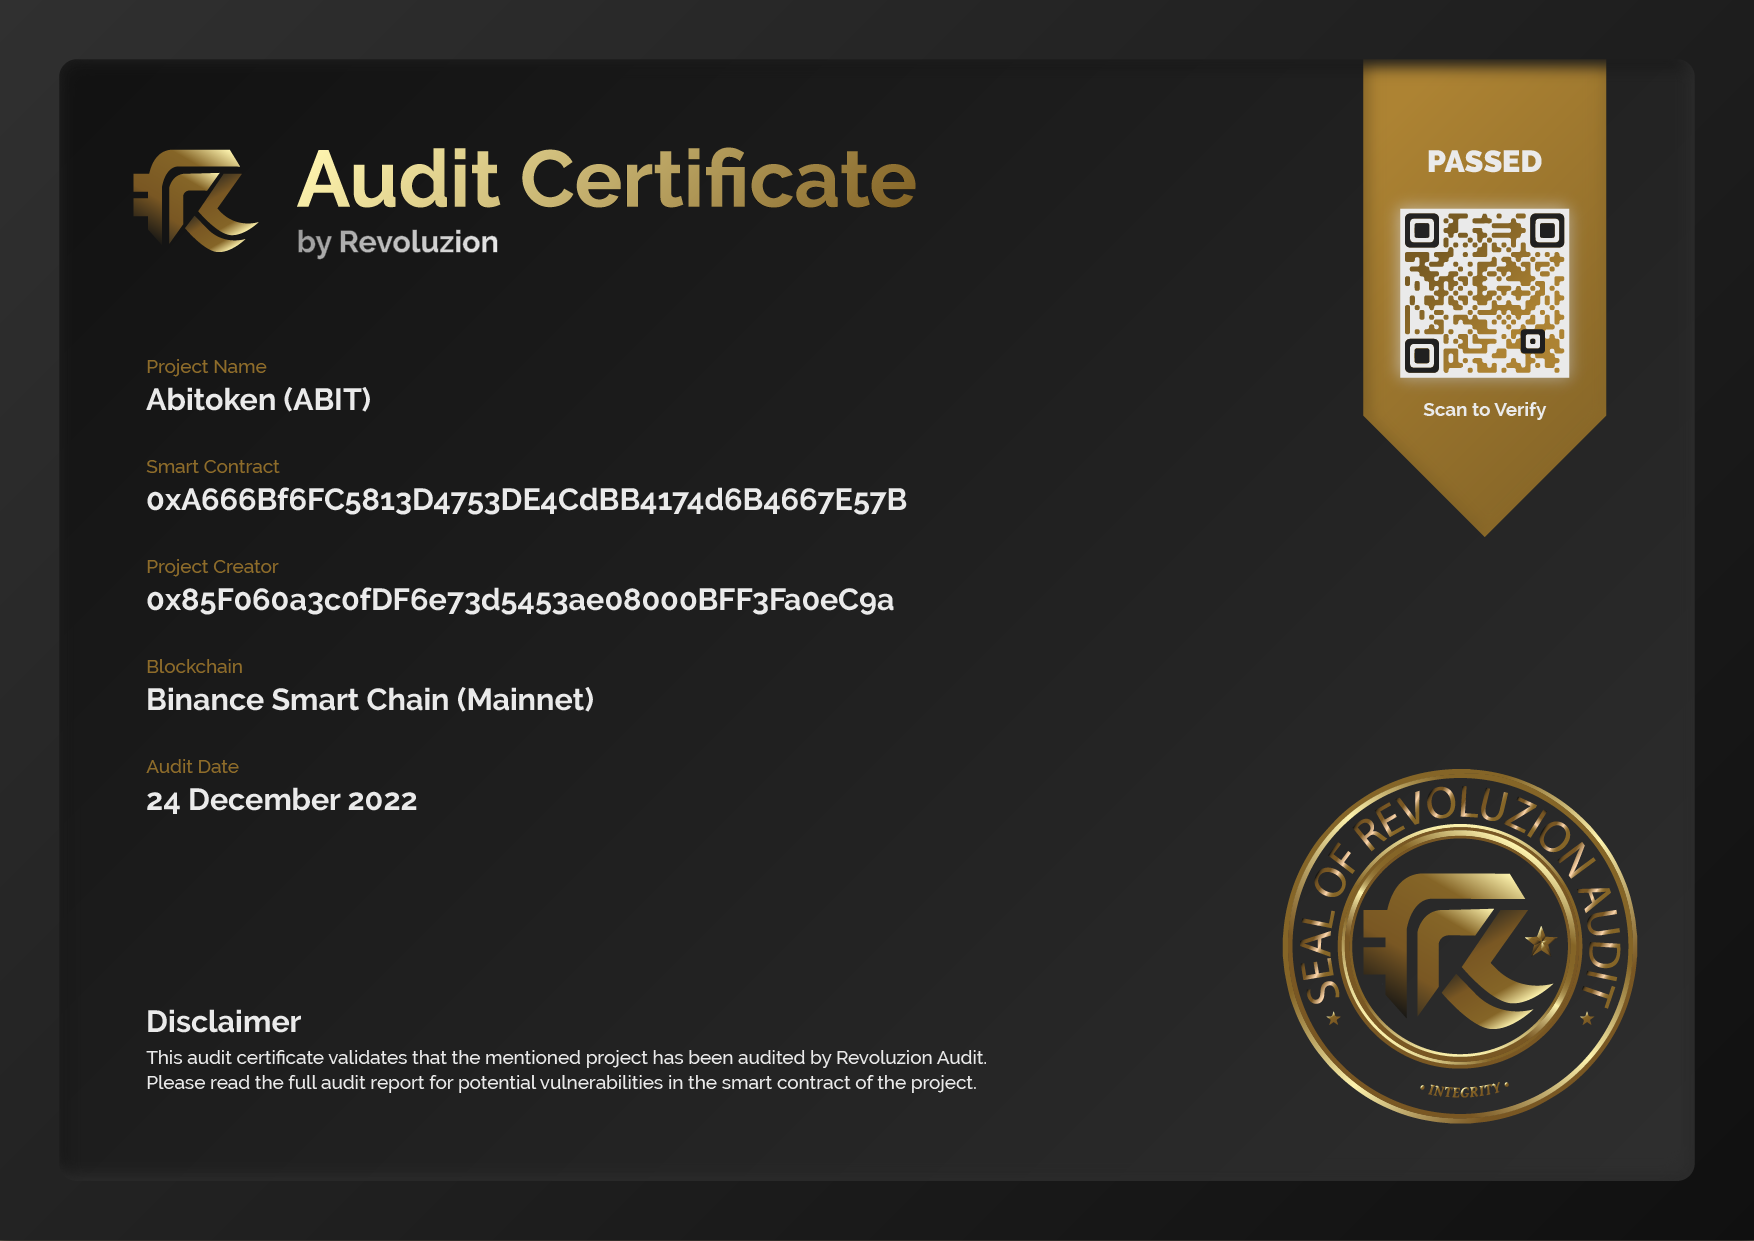 Audit Certificate
by Revoluzion
PASSED
Scan to Verify
Project Name
Abitoken (ABIT)
Smart Contract
0xA666Bf6FC5813D4753DE4CdBB4174d6B4667E57B
Project Creator
0x85F060a3c0fDF6e73d5453ae08000BFF3Fa0eC9a
Blockchain
Binance Smart Chain (Mainnet)
Audit Date
24 December 2022
SEAL OF REVOLUZION AUDIT
• INTEGRITY •
Disclaimer
This audit certificate validates that the mentioned project has been audited by Revoluzion Audit.
Please read the full audit report for potential vulnerabilities in the smart contract of the project.